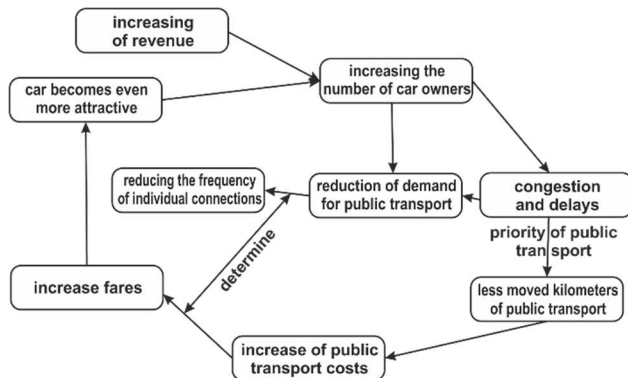 increasing
of revenue
car becomes even
more attractive
increasing the
number of car owners
reducing the frequency
of individual connections
reduction of demand
for public transport
congestion
and delays
priority of public
transport
determine
increase fares
less moved kilometers
of public transport
increase of public
transport costs